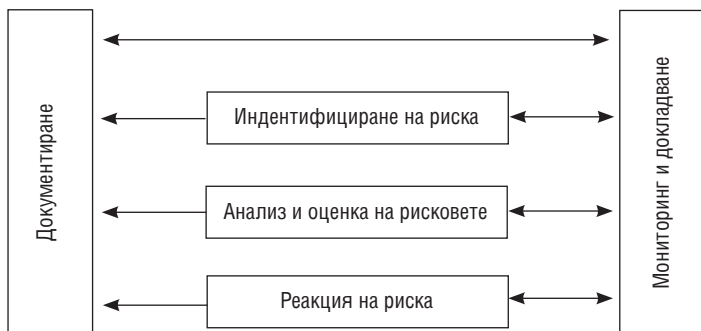 Документиране
Индентифициране на риска
Анализ и оценка на рисковете
Реакция на риска
Мониторинг и докладване